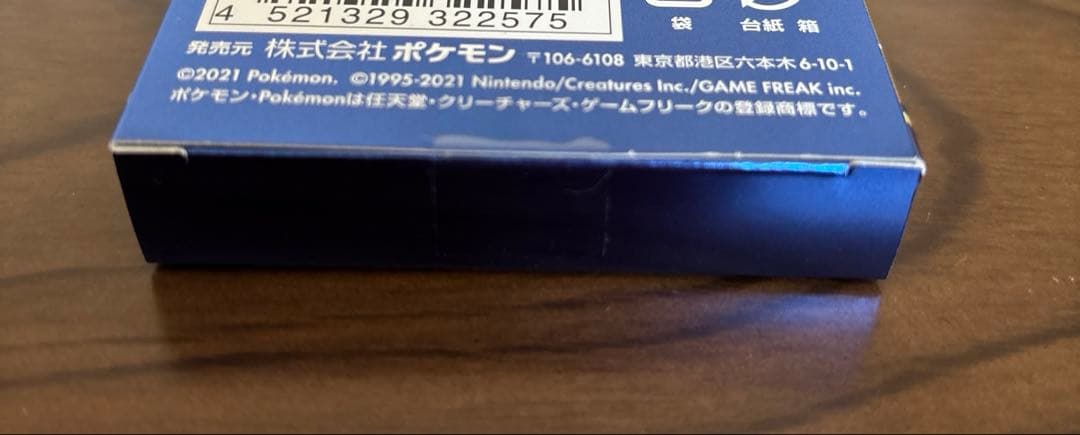 4 521329 322575
袋 台紙 箱
発売元 株式会社 ポケモン 〒106-6108 東京都港区六本木6-10-1
©2021 Pokémon. ©1995-2021 Nintendo/Creatures Inc./GAME FREAK inc.
ポケモン・Pokémonは任天堂・クリーチャーズ・ゲームフリークの登録商標です。